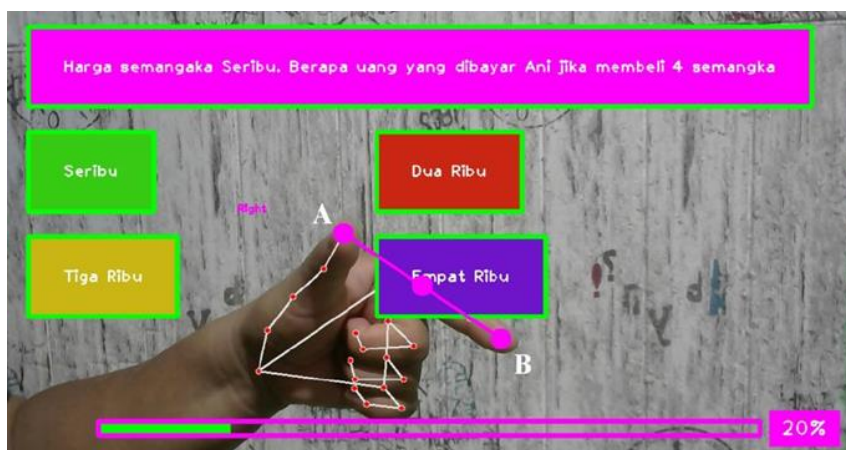 Harga semangaka Seribu. Berapa uang yang dibayar Ani jika membeli 4 semangka
Seribu
Dua Ribu
Right
A
Tiga Ribu
Empat Ribu
B
20%